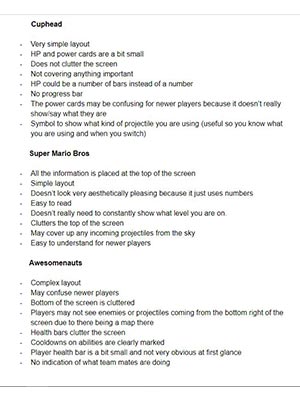 Cuphead
- Very simple layout
- HP and power cards are a bit small
- Does not clutter the screen
- Not covering anything important
- HP could be a number of bars instead of a number
- No progress bar
- The power cards may be confusing for newer players because it doesn't really
show/say what they are
- Symbol to show what kind of projectile you are using (useful so you know what
you are using and when you switch)
Super Mario Bros
- All the information is placed at the top of the screen
- Simple layout
- Doesn't look very aesthetically pleasing because it just uses numbers
- Easy to read
- Doesn't really need to constantly show what level you are on.
- Clutters the top of the screen
- May cover up any incoming projectiles from the sky
- Easy to understand for newer players
Awesomenauts
- Complex layout
- May confuse newer players
- Bottom of the screen is cluttered
- Players may not see enemies or projectiles coming from the bottom right of the
screen due to there being a map there
- Health bars clutter the screen
- Cooldowns on abilities are clearly marked
- Player health bar is a bit small and not very obvious at first glance
- No indication of what team mates are doing